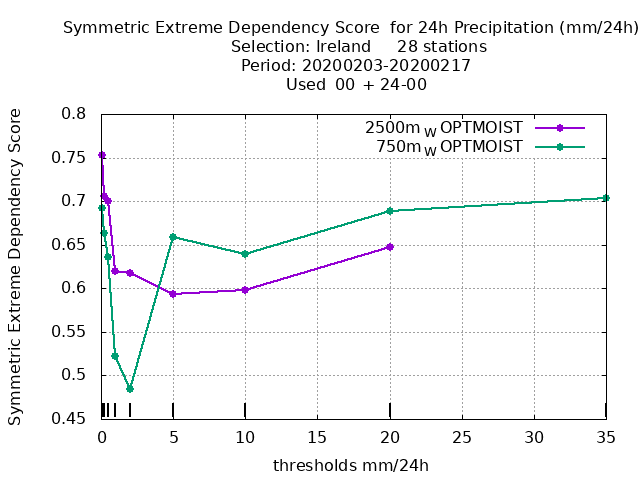 Symmetric Extreme Dependency Score  for 24h Precipitation (mm/24h)
Selection: Ireland     28 stations
Period: 20200203-20200217
Used  00 + 24-00
Symmetric Extreme Dependency Score
0.8
0.75
0.7
0.65
0.6
0.55
0.5
0.45
2500m W OPTMOIST
750m W OPTMOIST
0 5 10 15 20 25 30 35
thresholds mm/24h